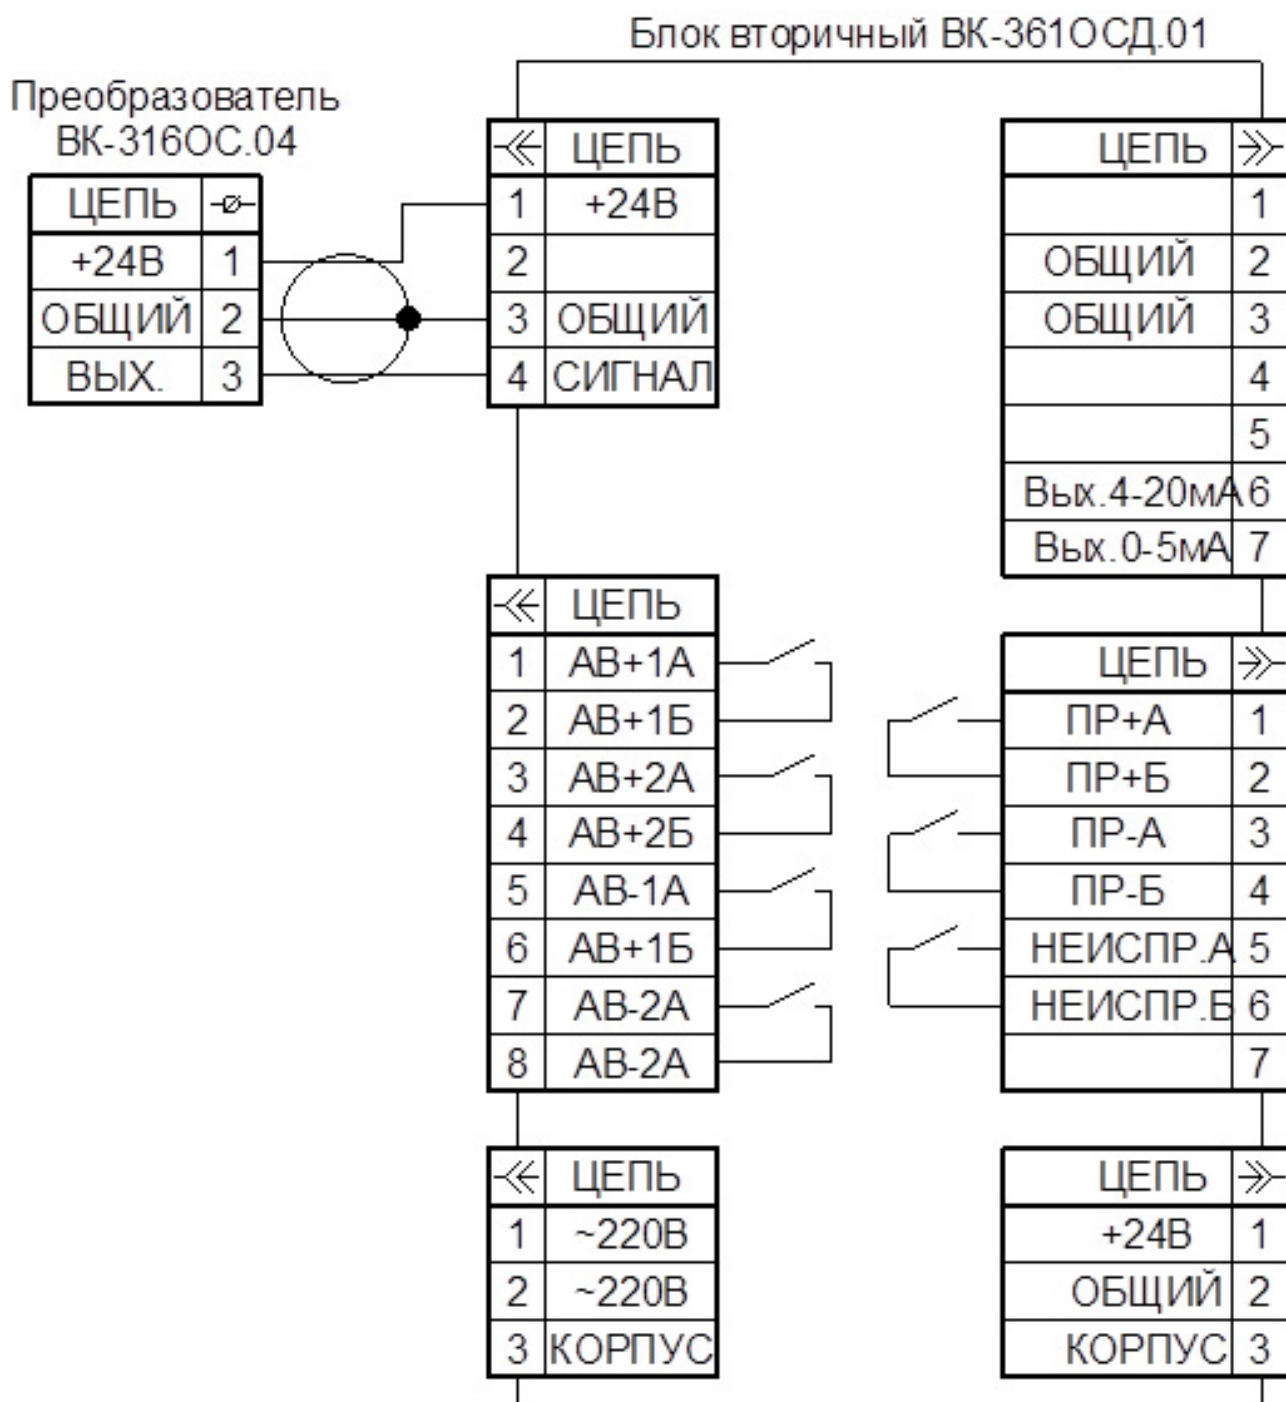 Блок вторичный ВК-361ОСД.01
Преобразователь
ВК-316ОС.04
ЦЕПЬ
+24В 1
ОБЩИЙ 2
ВЫХ. 3
ЦЕПЬ
1 +24В
2
3 ОБЩИЙ
4 СИГНАЛ
ЦЕПЬ
1
ОБЩИЙ 2
ОБЩИЙ 3
4
5
Вых.4-20мА 6
Вых.0-5мА 7
ЦЕПЬ
1 АВ+1А
2 АВ+1Б
3 АВ+2А
4 АВ+2Б
5 АВ-1А
6 АВ+1Б
7 АВ-2А
8 АВ-2А
ЦЕПЬ
ПР+А 1
ПР+Б 2
ПР-А 3
ПР-Б 4
НЕИСПР.А 5
НЕИСПР.Б 6
7
ЦЕПЬ
1 ~220В
2 ~220В
3 КОРПУС
ЦЕПЬ
+24В 1
ОБЩИЙ 2
КОРПУС 3